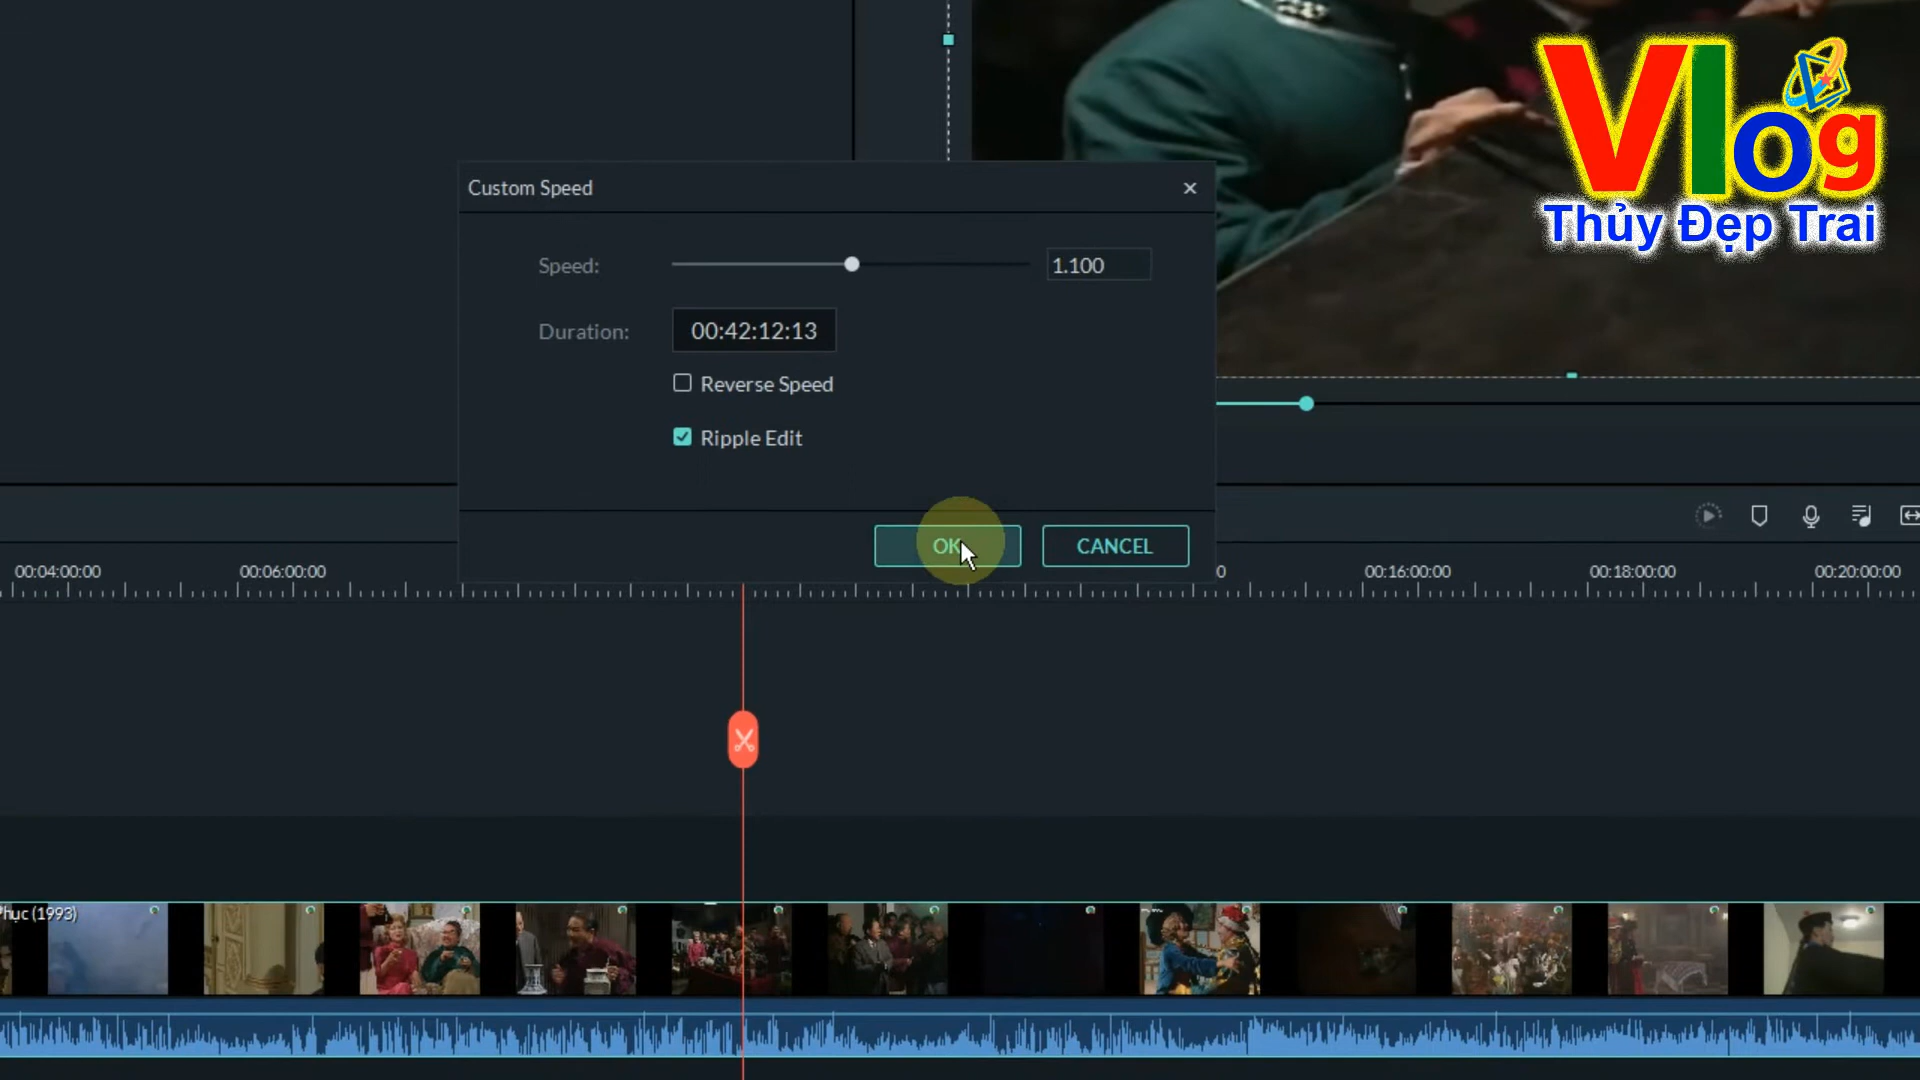 Vlog
Thủy Đẹp Trai
Custom Speed
Speed:
1.100
Duration:
00:42:12:13
Reverse Speed
Ripple Edit
OK
CANCEL
00:04:00:00
00:06:00:00
0
00:16:00:00
00:18:00:00
00:20:00:00
Phục (1993)